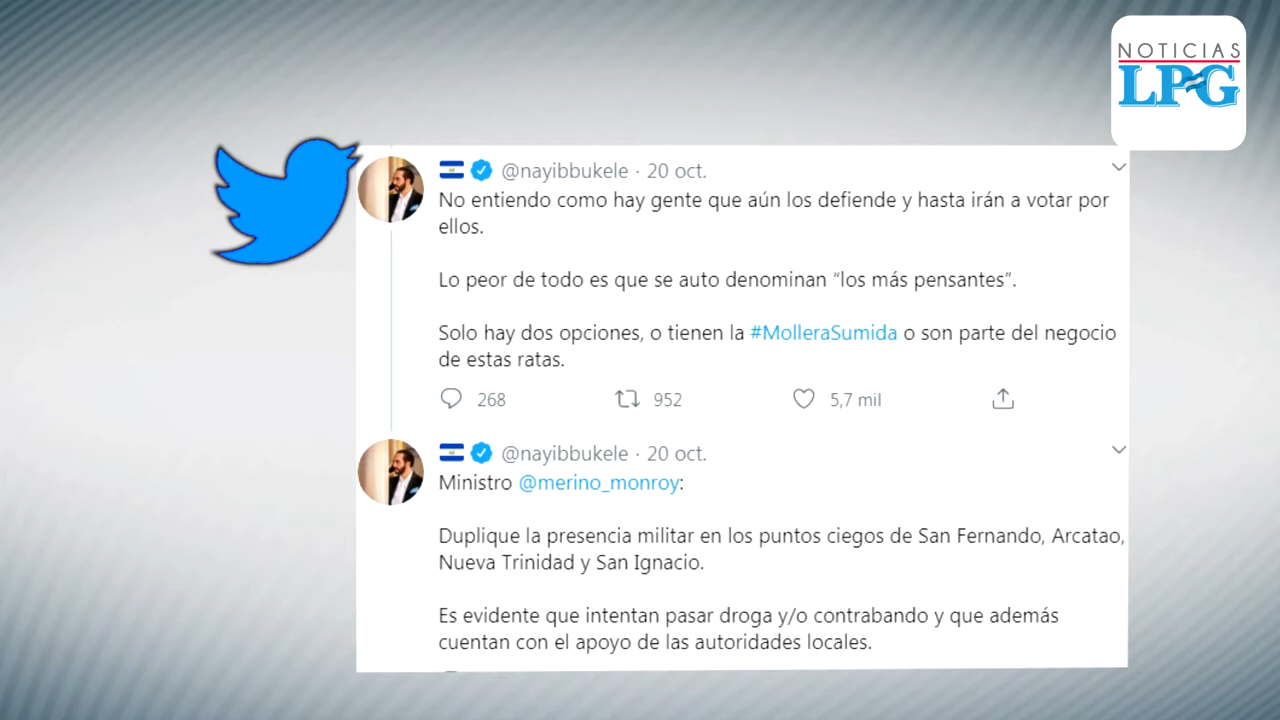 NOTICIAS
LPG
@nayibbukele · 20 oct.
No entiendo como hay gente que aún los defiende y hasta irán a votar por
ellos.
Lo peor de todo es que se auto denominan “los más pensantes”.
Solo hay dos opciones, o tienen la #MolleraSumida o son parte del negocio
de estas ratas.
268 952 5,7 mil
@nayibbukele · 20 oct.
Ministro @merino_monroy:
Duplique la presencia militar en los puntos ciegos de San Fernando, Arcatao,
Nueva Trinidad y San Ignacio.
Es evidente que intentan pasar droga y/o contrabando y que además
cuentan con el apoyo de las autoridades locales.